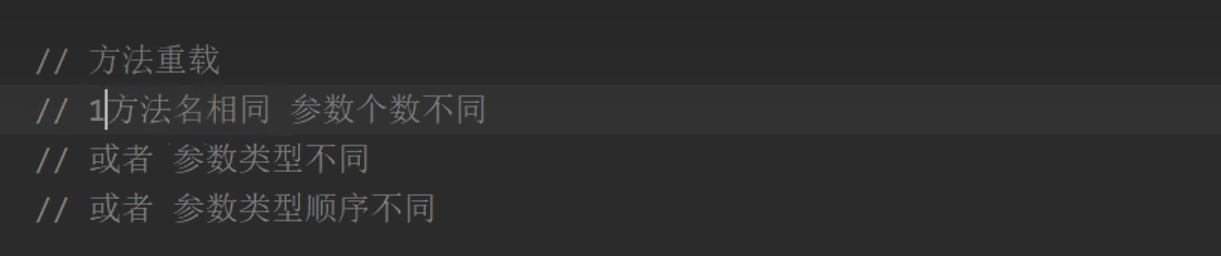 // 方法重载
// 1方法名相同 参数个数不同
// 或者 参数类型不同
// 或者 参数类型顺序不同